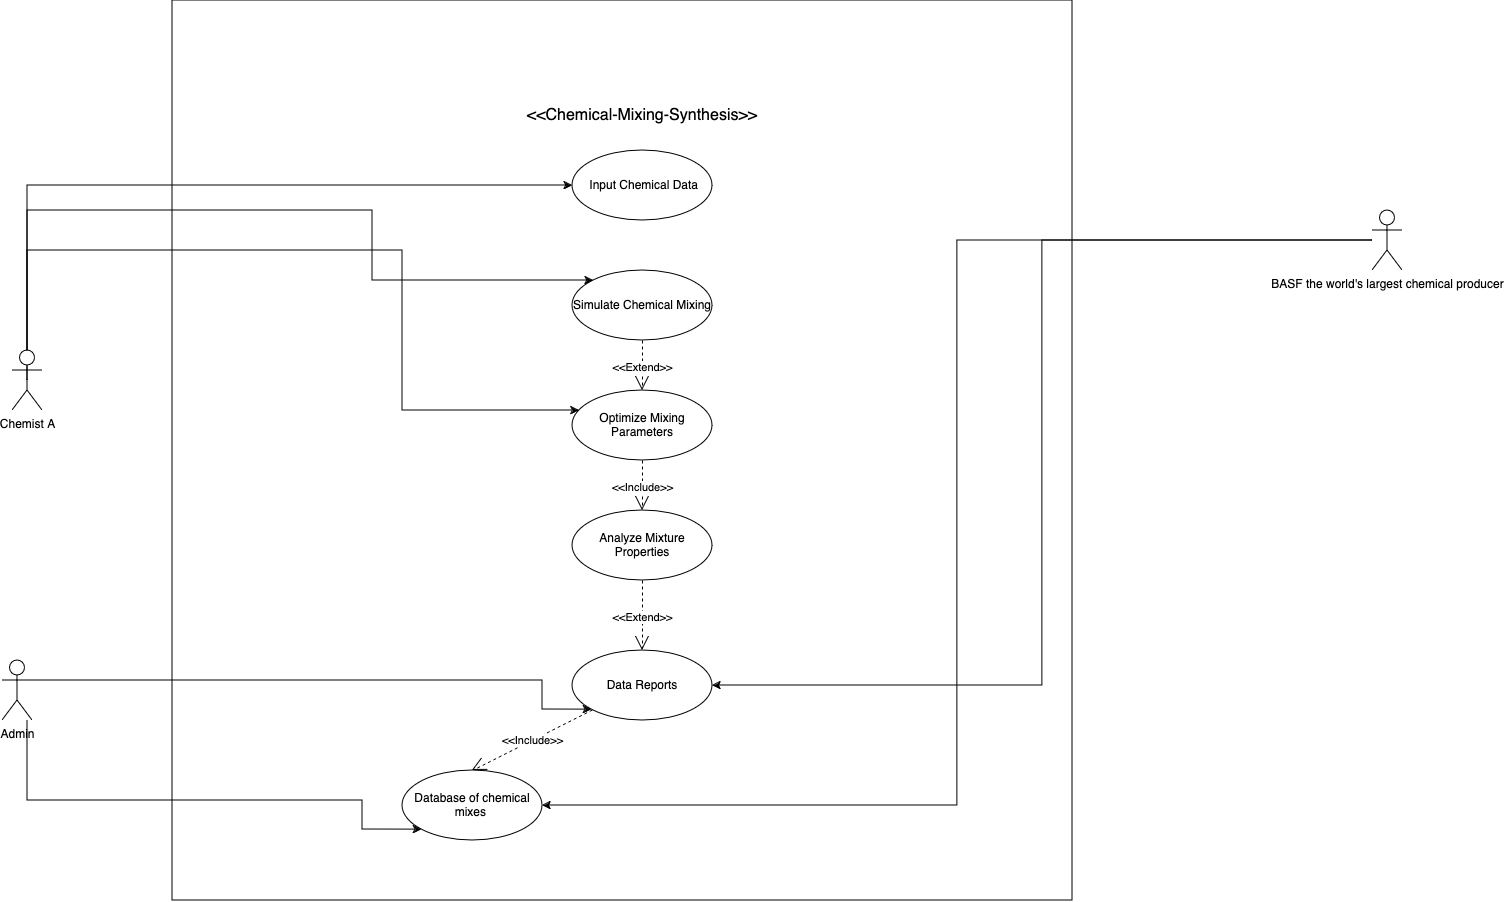 <<Chemical-Mixing-Synthesis>>
Input Chemical Data
BASF the world's largest chemical producer
Simulate Chemical Mixing
<<Extend>>
Chemist A
Optimize Mixing
Parameters
<<Include>>
Analyze Mixture
Properties
<<Extend>>
Data Reports
Admin
<<Include>>
Database of chemical
mixes